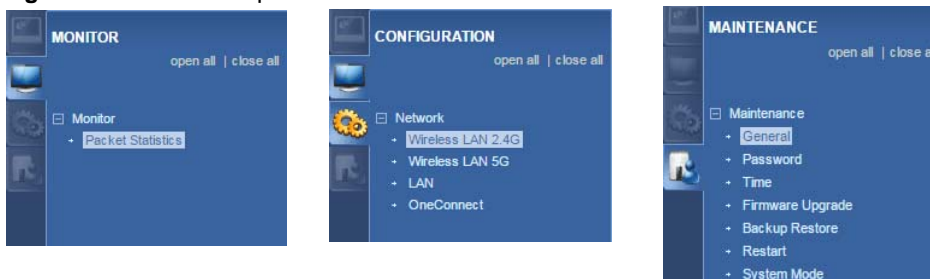 MONITOR
open all | close all
Monitor
Packet Statistics
CONFIGURATION
open all | close all
Network
Wireless LAN 2.4G
Wireless LAN 5G
LAN
OneConnect
MAINTENANCE
open all | close
Maintenance
General
Password
Time
Firmware Upgrade
Backup Restore
Restart
System Mode